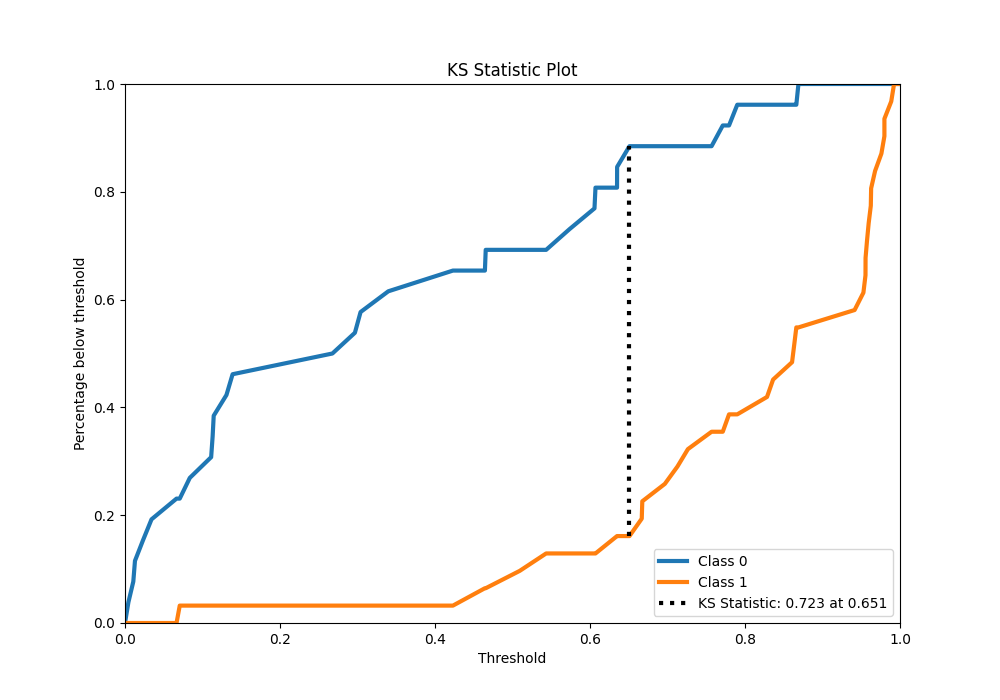 KS Statistic Plot
1.0
0.8
0.6
0.4
0.2
0.0
Percentage below threshold
0.0 0.2 0.4 0.6 0.8 1.0
Threshold
Class 0
Class 1
KS Statistic: 0.723 at 0.651